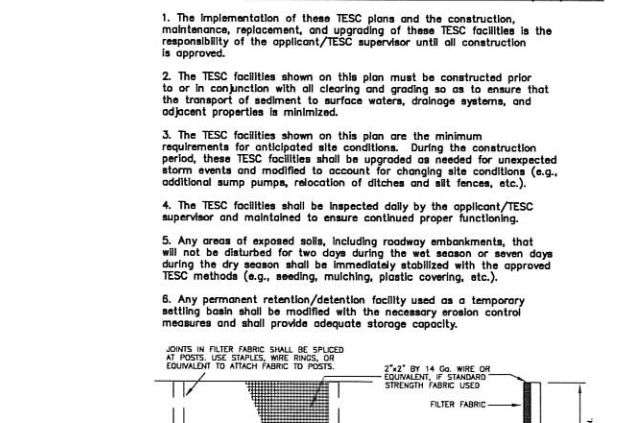 1. The implementation of these TESC plans and the construction,
maintenance, replacement, and upgrading of these TESC facilities is the
responsibility of the applicant/TESC supervisor until all construction
is approved.
2. The TESC facilities shown on this plan must be constructed prior
to or in conjunction with all clearing and grading so as to ensure that
the transport of sediment to surface waters, drainage systems, and
adjacent properties is minimized.
3. The TESC facilities shown on this plan are the minimum
requirements for anticipated site conditions. During the construction
period, these TESC facilities shall be upgraded as needed for unexpected
storm events and modified to account for changing site conditions (e.g.,
additional sump pumps, relocation of ditches and silt fences, etc.).
4. The TESC facilities shall be inspected daily by the applicant/TESC
supervisor and maintained to ensure continued proper functioning.
5. Any areas of exposed soils, including roadway embankments, that
will not be disturbed for two days during the wet season or seven days
during the dry season shall be immediately stabilized with the approved
TESC methods (e.g., seeding, mulching, plastic covering, etc.).
6. Any permanent retention/detention facility used as a temporary
settling basin shall be modified with the necessary erosion control
measures and shall provide adequate storage capacity.
JOINTS IN FILTER FABRIC SHALL BE SPLICED
AT POSTS. USE STAPLES, WIRE RINGS, OR
EQUIVALENT TO ATTACH FABRIC TO POSTS.
2"x2" BY 14 Ga. WIRE OR
EQUIVALENT, IF STANDARD
STRENGTH FABRIC USED
FILTER FABRIC